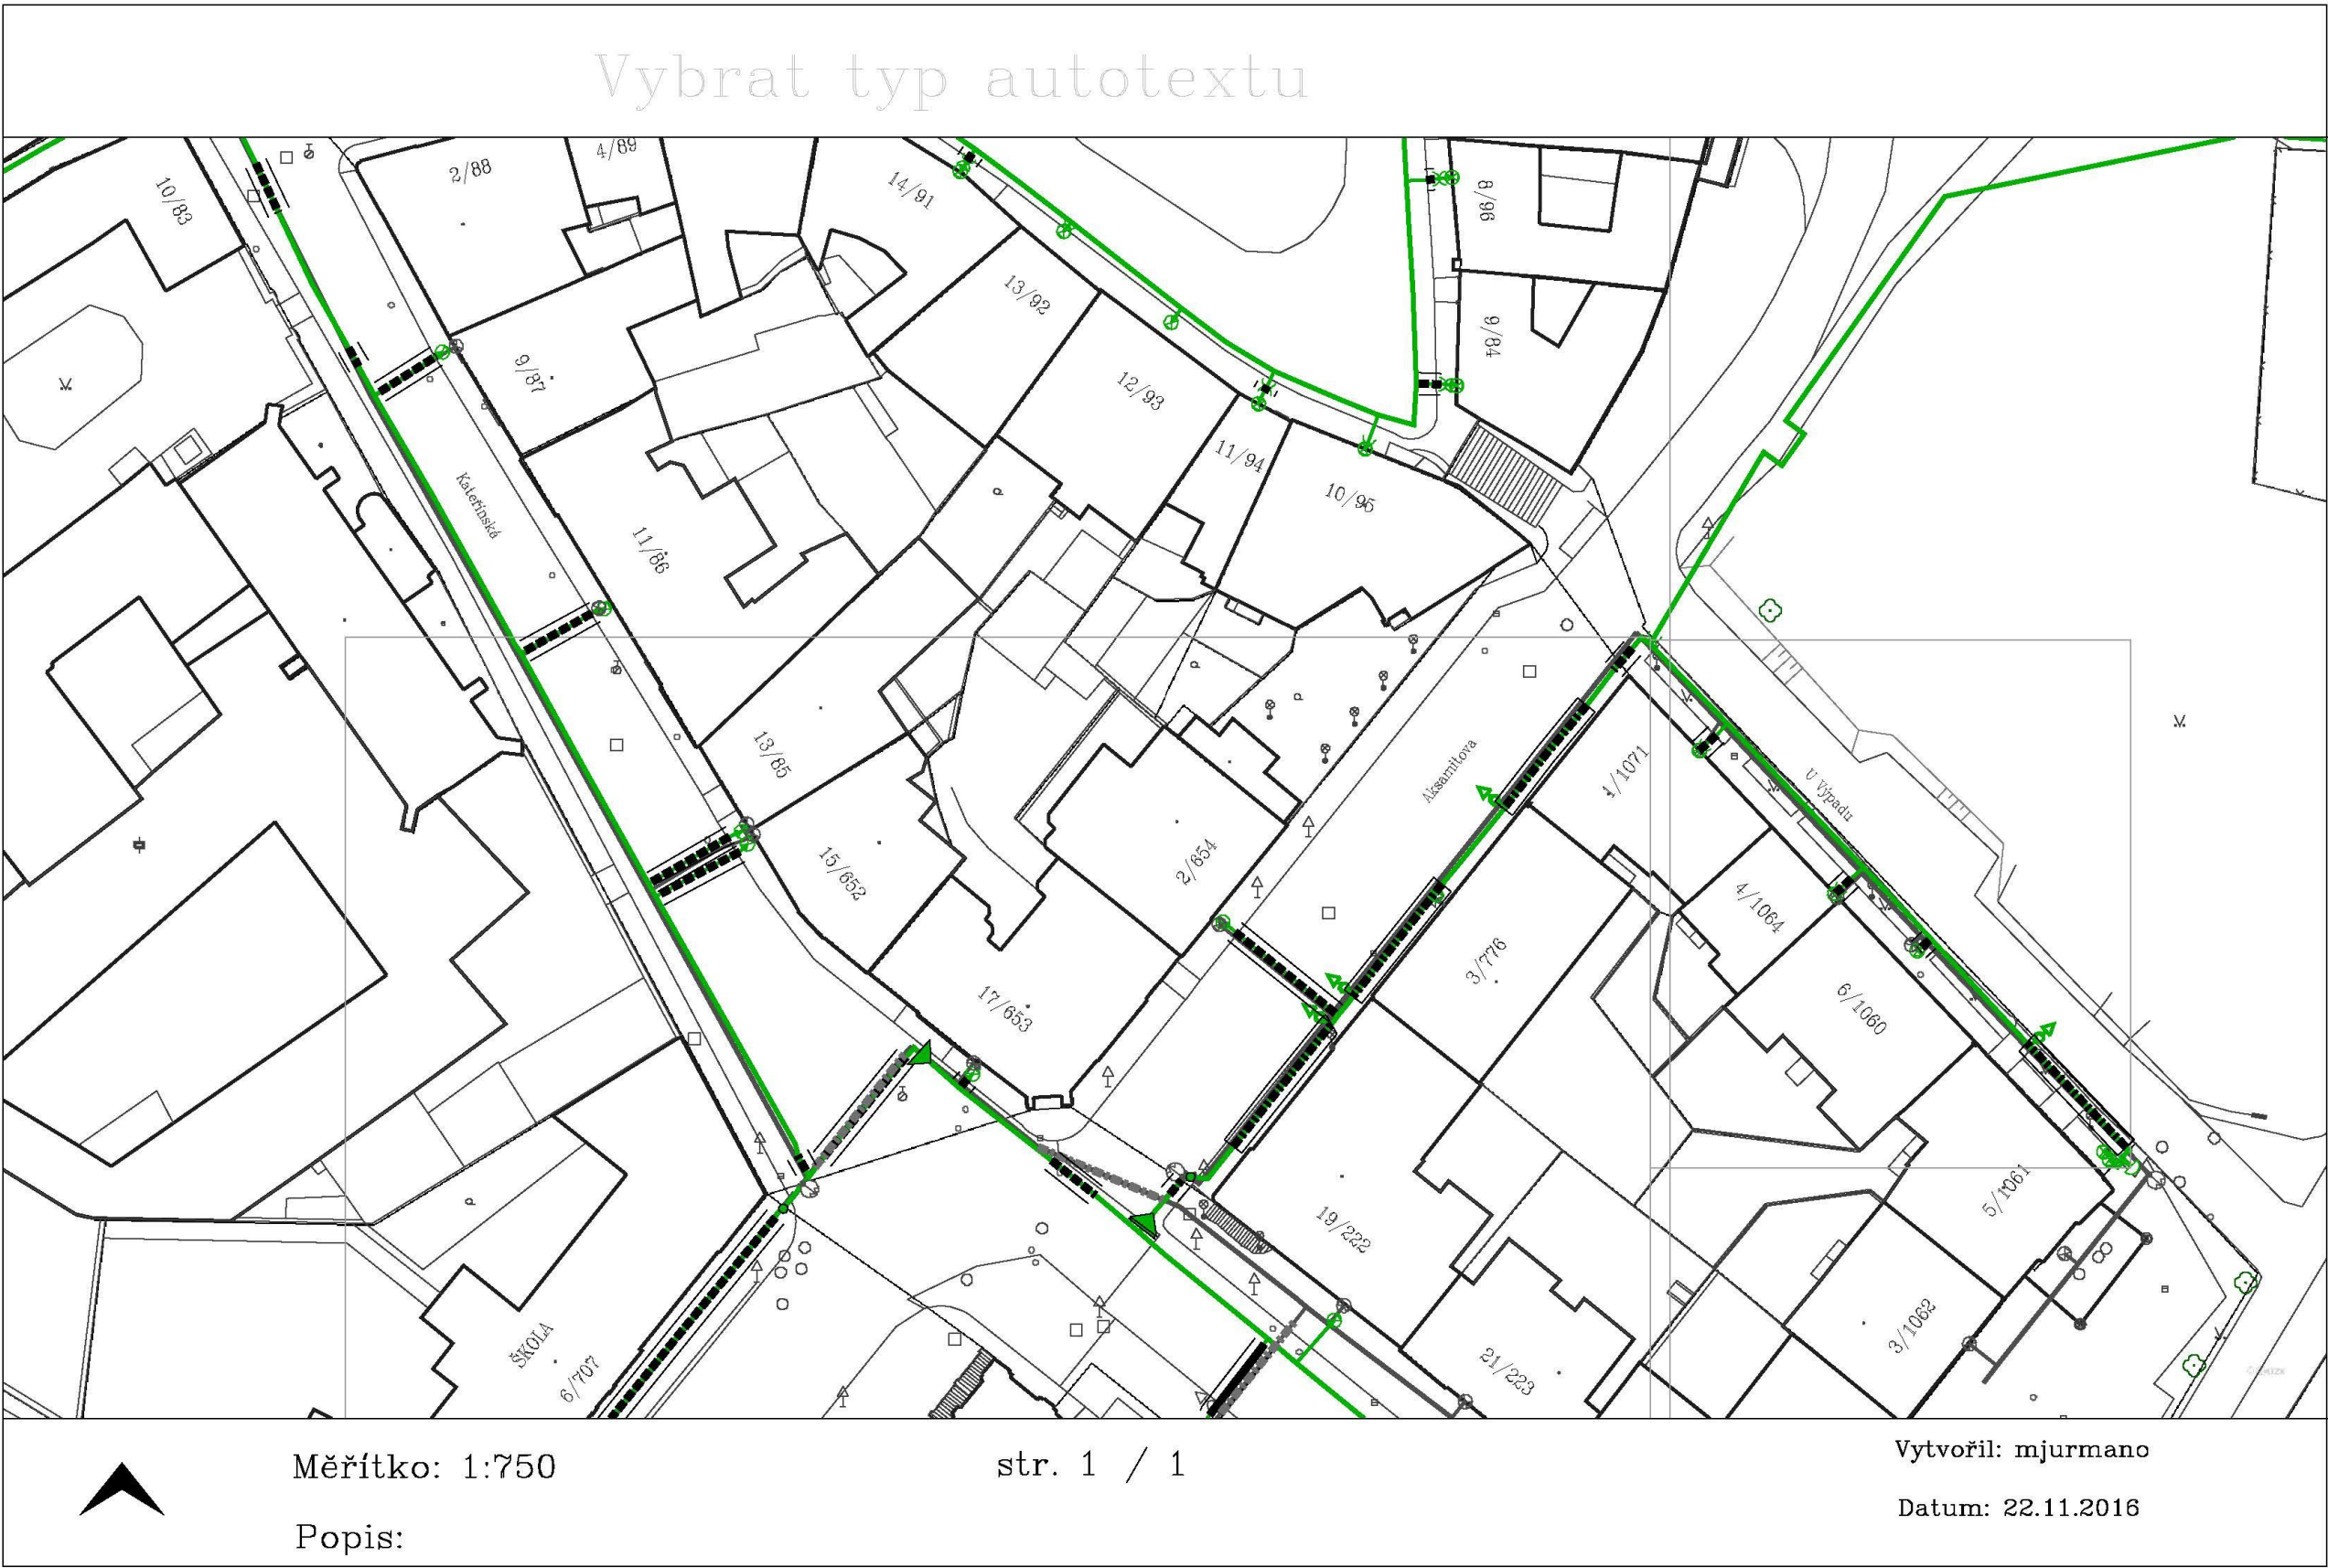 Vybrat typ autotextu
10/83
2/88
4/89
14/91
8/96
13/92
9/84
9/87
12/93
11/94
10/95
Kateřinská
11/86
13/85
Aksamitova
1/1071
U Výpadu
15/652
2/654
4/1064
3/776
6/1060
17/653
5/1061
19/222
ŠKOLA
6/707
21/223
3/1062
Měřítko: 1:750
str. 1 / 1
Vytvořil: mjurmano
Datum: 22.11.2016
Popis: